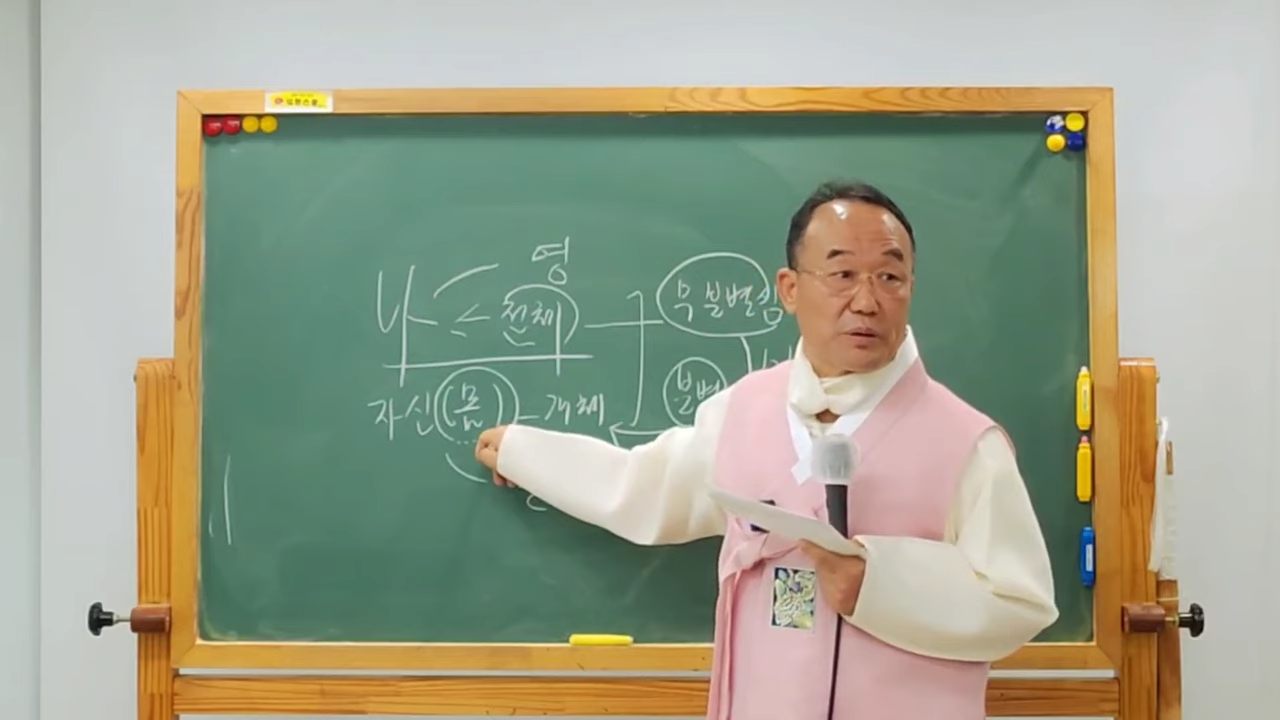 영
나 전체 무분별심
자신(몸) 개체 분별